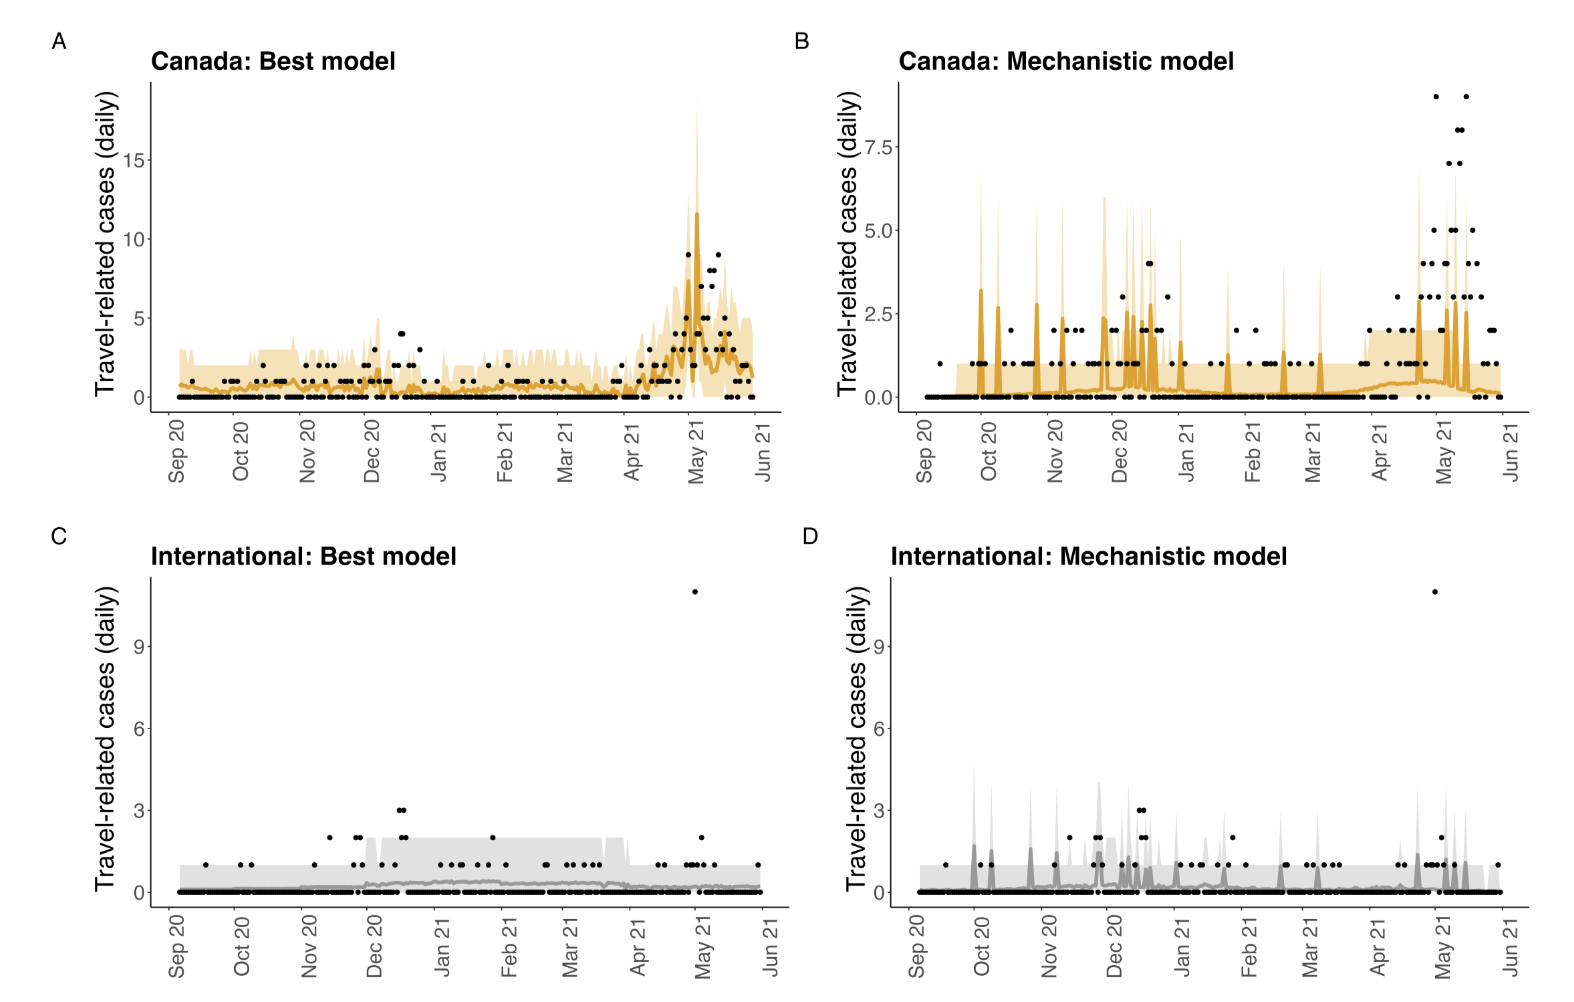 A
Canada: Best model
Travel-related cases (daily)
15
10
5
0
Sep 20
Oct 20
Nov 20
Dec 20
Jan 21
Feb 21
Mar 21
Apr 21
May 21
Jun 21
B
Canada: Mechanistic model
Travel-related cases (daily)
7.5
5.0
2.5
0.0
Sep 20
Oct 20
Nov 20
Dec 20
Jan 21
Feb 21
Mar 21
Apr 21
May 21
Jun 21
C
International: Best model
Travel-related cases (daily)
9
6
3
0
Sep 20
Oct 20
Nov 20
Dec 20
Jan 21
Feb 21
Mar 21
Apr 21
May 21
Jun 21
D
International: Mechanistic model
Travel-related cases (daily)
9
6
3
0
Sep 20
Oct 20
Nov 20
Dec 20
Jan 21
Feb 21
Mar 21
Apr 21
May 21
Jun 21